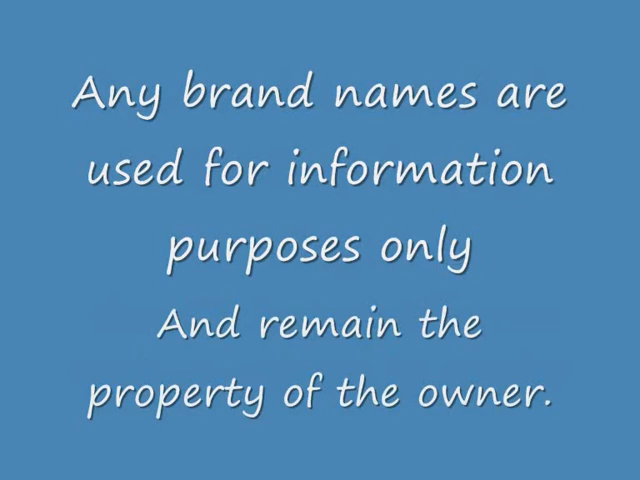 Any brand names are
used for information
purposes only
And remain the
property of the owner.